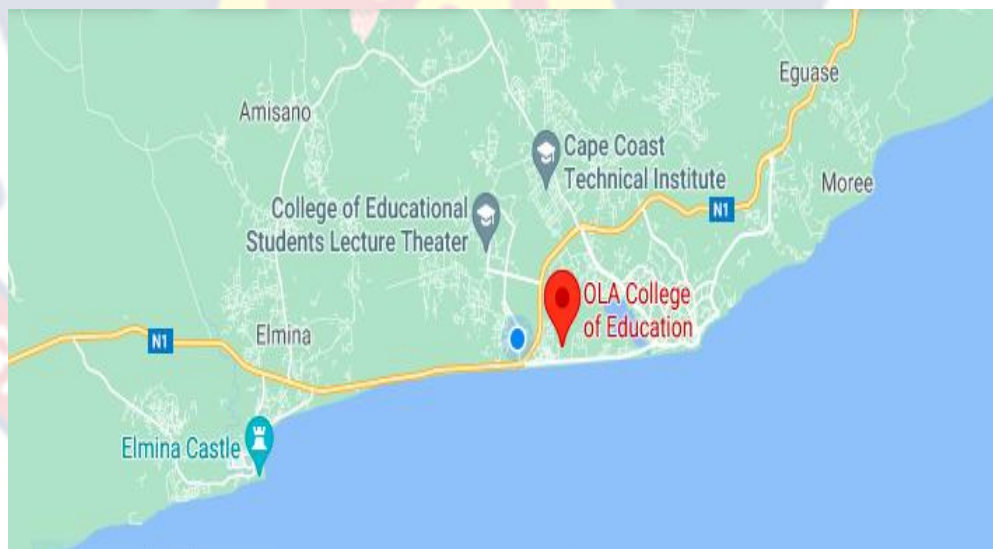 Eguase
Amisano
Cape Coast
Technical Institute
Moree
College of Educational
Students Lecture Theater
N1
OLA College
of Education
N1
Elmina
Elmina Castle